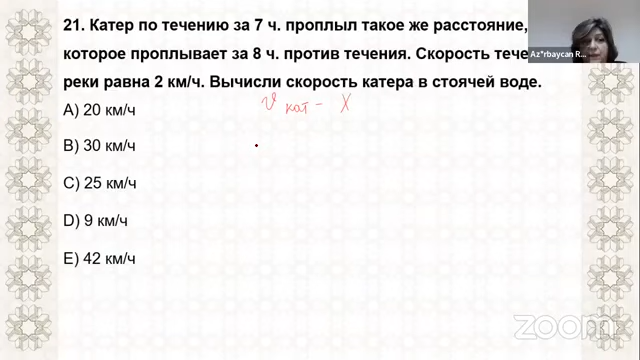 21. Катер по течению за 7 ч. проплыл такое же расстояние,
которое проплывает за 8 ч. против течения. Скорость тече
реки равна 2 км/ч. Вычисли скорость катера в стоячей воде.
A) 20 км/ч
B) 30 км/ч
C) 25 км/ч
D) 9 км/ч
E) 42 км/ч
V кат – X
Az*rbaycan R...
zoom